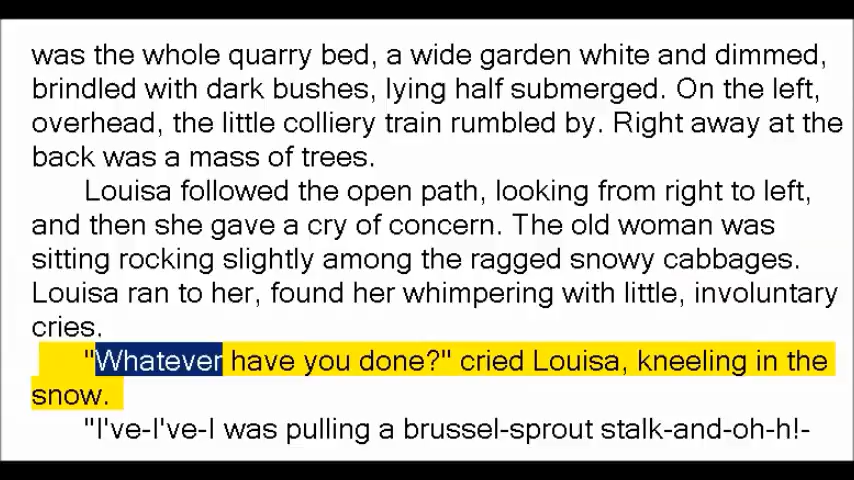 was the whole quarry bed, a wide garden white and dimmed,
brindled with dark bushes, lying half submerged. On the left,
overhead, the little colliery train rumbled by. Right away at the
back was a mass of trees.
Louisa followed the open path, looking from right to left,
and then she gave a cry of concern. The old woman was
sitting rocking slightly among the ragged snowy cabbages.
Louisa ran to her, found her whimpering with little, involuntary
cries.
"Whatever have you done?" cried Louisa, kneeling in the
snow.
"I've-I've-I was pulling a brussel-sprout stalk-and-oh-h!-